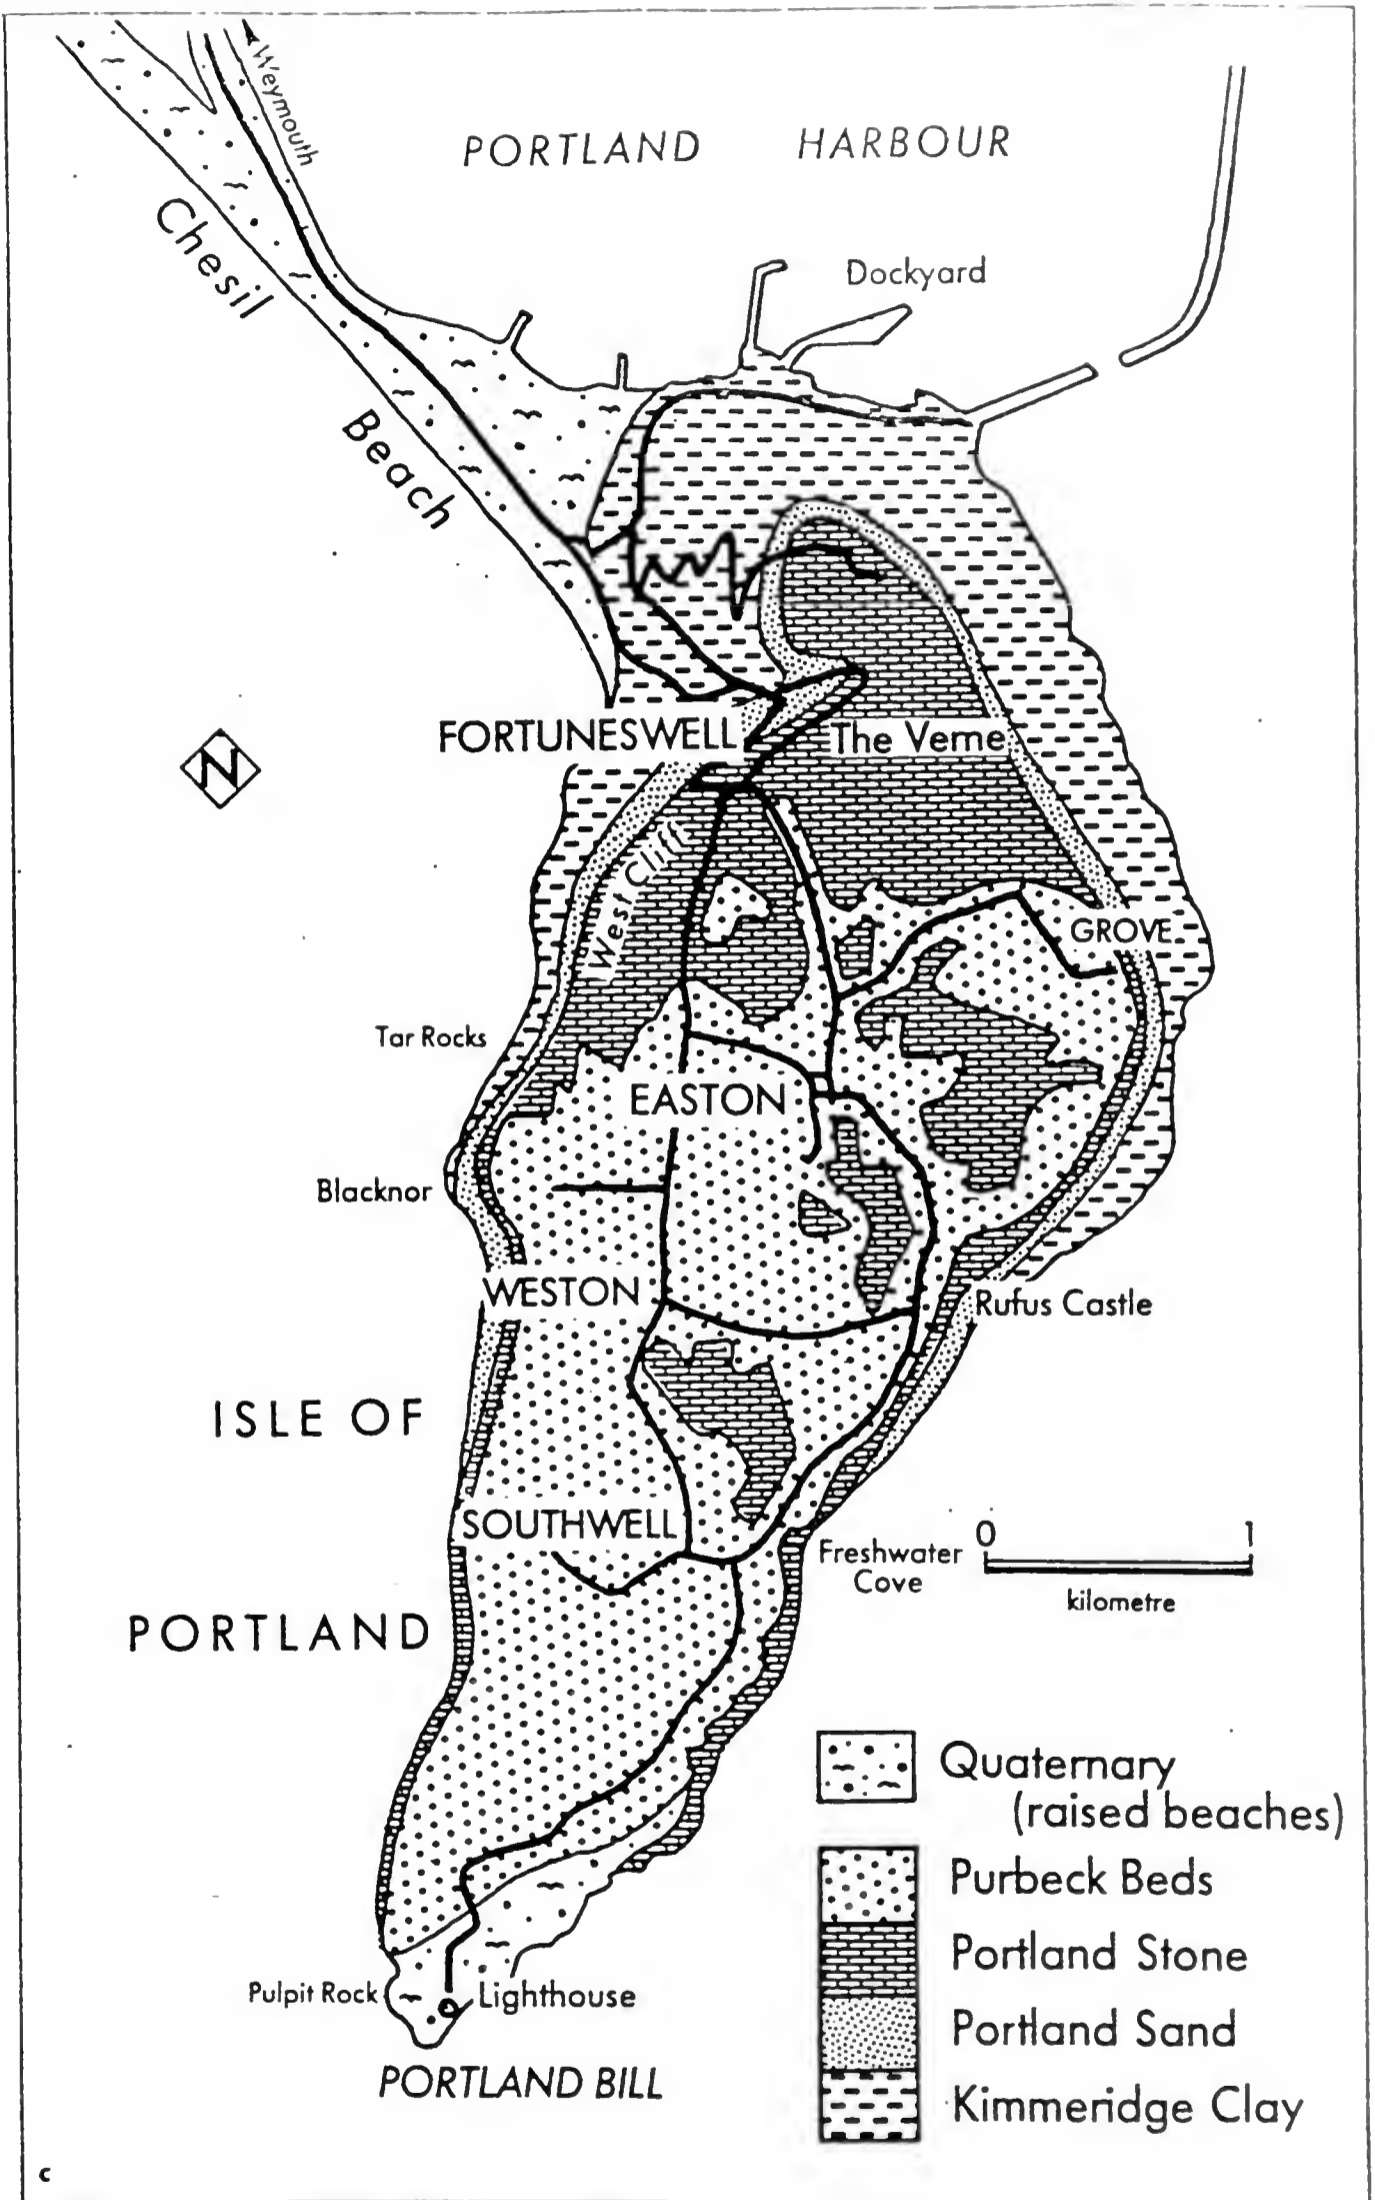 Weymouth
PORTLAND HARBOUR
Dockyard
Chesil
Beach
FORTUNESWELL
The Verne
N
West Cliff
GROVE
Tar Rocks
EASTON
Blacknor
WESTON
Rufus Castle
ISLE OF
SOUTHWELL
0 1
Freshwater
Cove
kilometre
PORTLAND
Quaternary
(raised beaches)
Purbeck Beds
Portland Stone
Pulpit Rock
Lighthouse
Portland Sand
PORTLAND BILL
Kimmeridge Clay
c